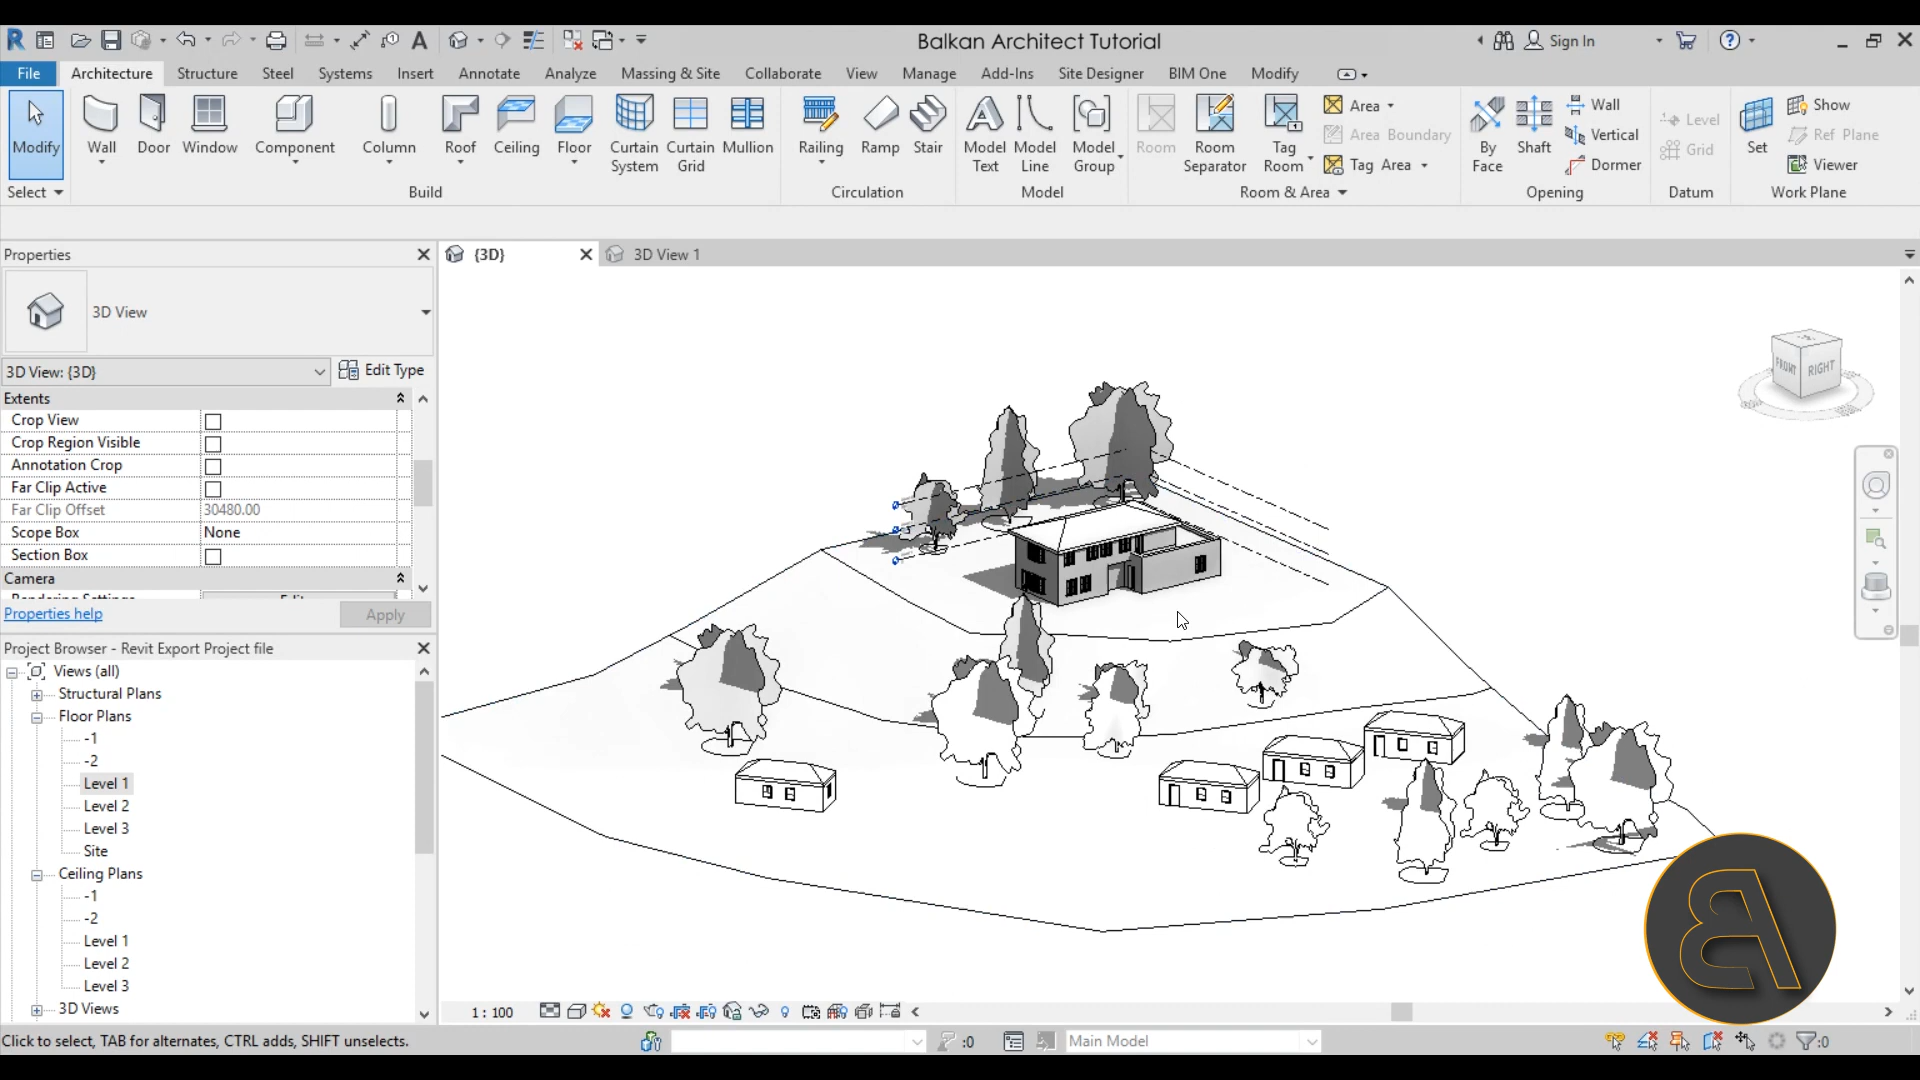 Balkan Architect Tutorial
Sign In
File Architecture Structure Steel Systems Insert Annotate Analyze Massing & Site Collaborate View Manage Add-Ins Site Designer BIM One Modify
Modify
Wall
Door
Window
Component
Column
Roof
Ceiling
Floor
Curtain System
Curtain Grid
Mullion
Railing
Ramp
Stair
Model Text
Model Line
Model Group
Room
Room Separator
Tag Room
Area
Area Boundary
Tag Area
By Face
Shaft
Wall
Vertical
Dormer
Level
Grid
Set
Show
Ref Plane
Viewer
Select
Build
Circulation
Model
Room & Area
Opening
Datum
Work Plane
Properties
{3D}
3D View 1
3D View
3D View: {3D}
Edit Type
Extents
Crop View
Crop Region Visible
Annotation Crop
Far Clip Active
Far Clip Offset 30480.00
Scope Box None
Section Box
Camera
Properties help
Apply
FRONT
RIGHT
Project Browser - Revit Export Project file
Views (all)
Structural Plans
Floor Plans
-1
-2
Level 1
Level 2
Level 3
Site
Ceiling Plans
-1
-2
Level 1
Level 2
Level 3
3D Views
1 : 100
Click to select, TAB for alternates, CTRL adds, SHIFT unselects.
:0
Main Model
:0